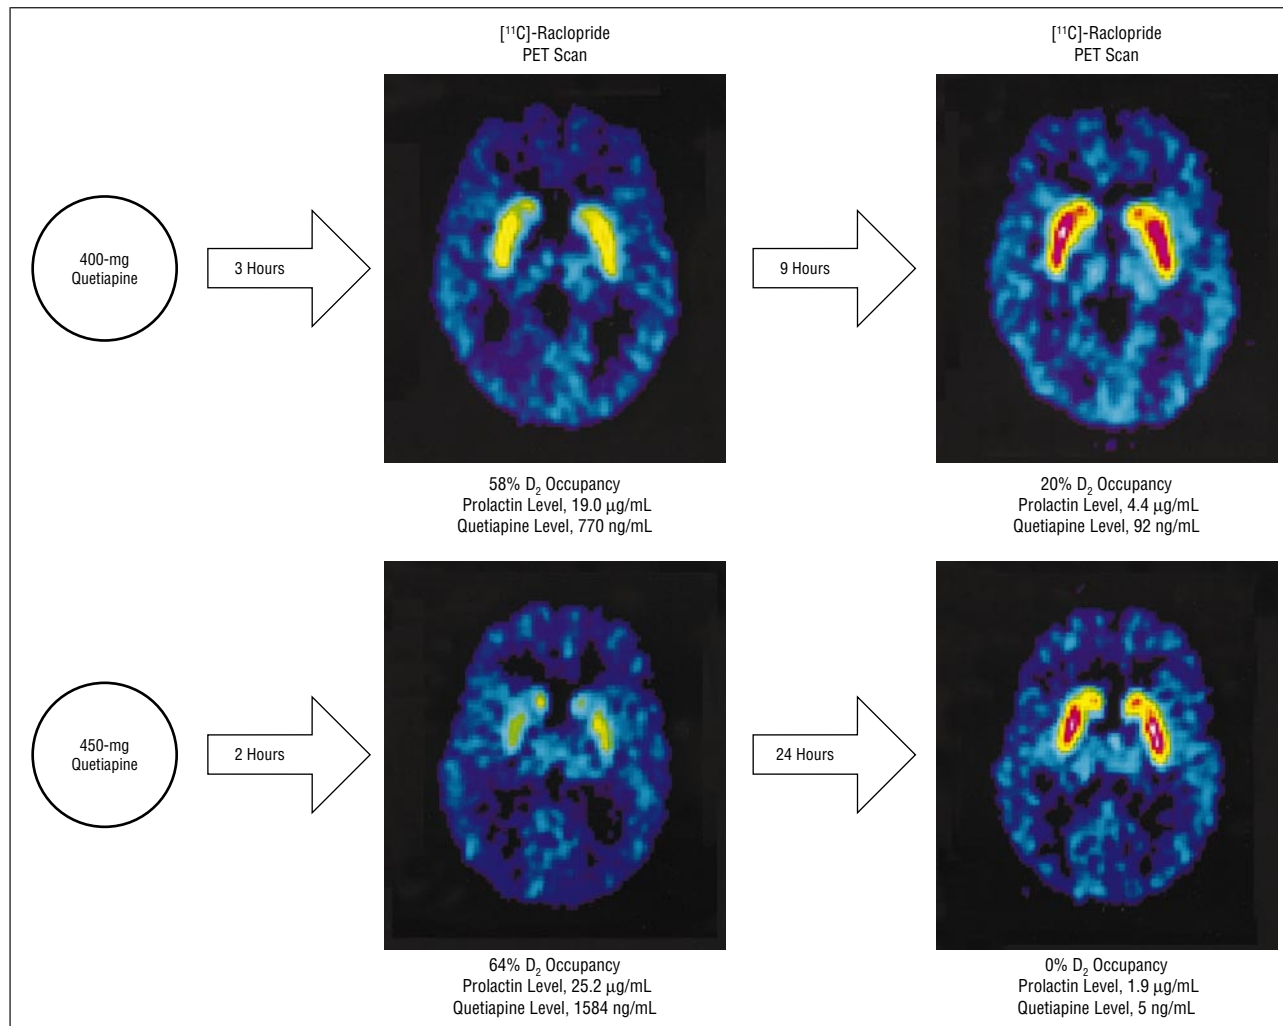 [¹¹C]-Raclopride
PET Scan
[¹¹C]-Raclopride
PET Scan
400-mg
Quetiapine
3 Hours
9 Hours
58% D₂ Occupancy
Prolactin Level, 19.0 µg/mL
Quetiapine Level, 770 ng/mL
20% D₂ Occupancy
Prolactin Level, 4.4 µg/mL
Quetiapine Level, 92 ng/mL
450-mg
Quetiapine
2 Hours
24 Hours
64% D₂ Occupancy
Prolactin Level, 25.2 µg/mL
Quetiapine Level, 1584 ng/mL
0% D₂ Occupancy
Prolactin Level, 1.9 µg/mL
Quetiapine Level, 5 ng/mL